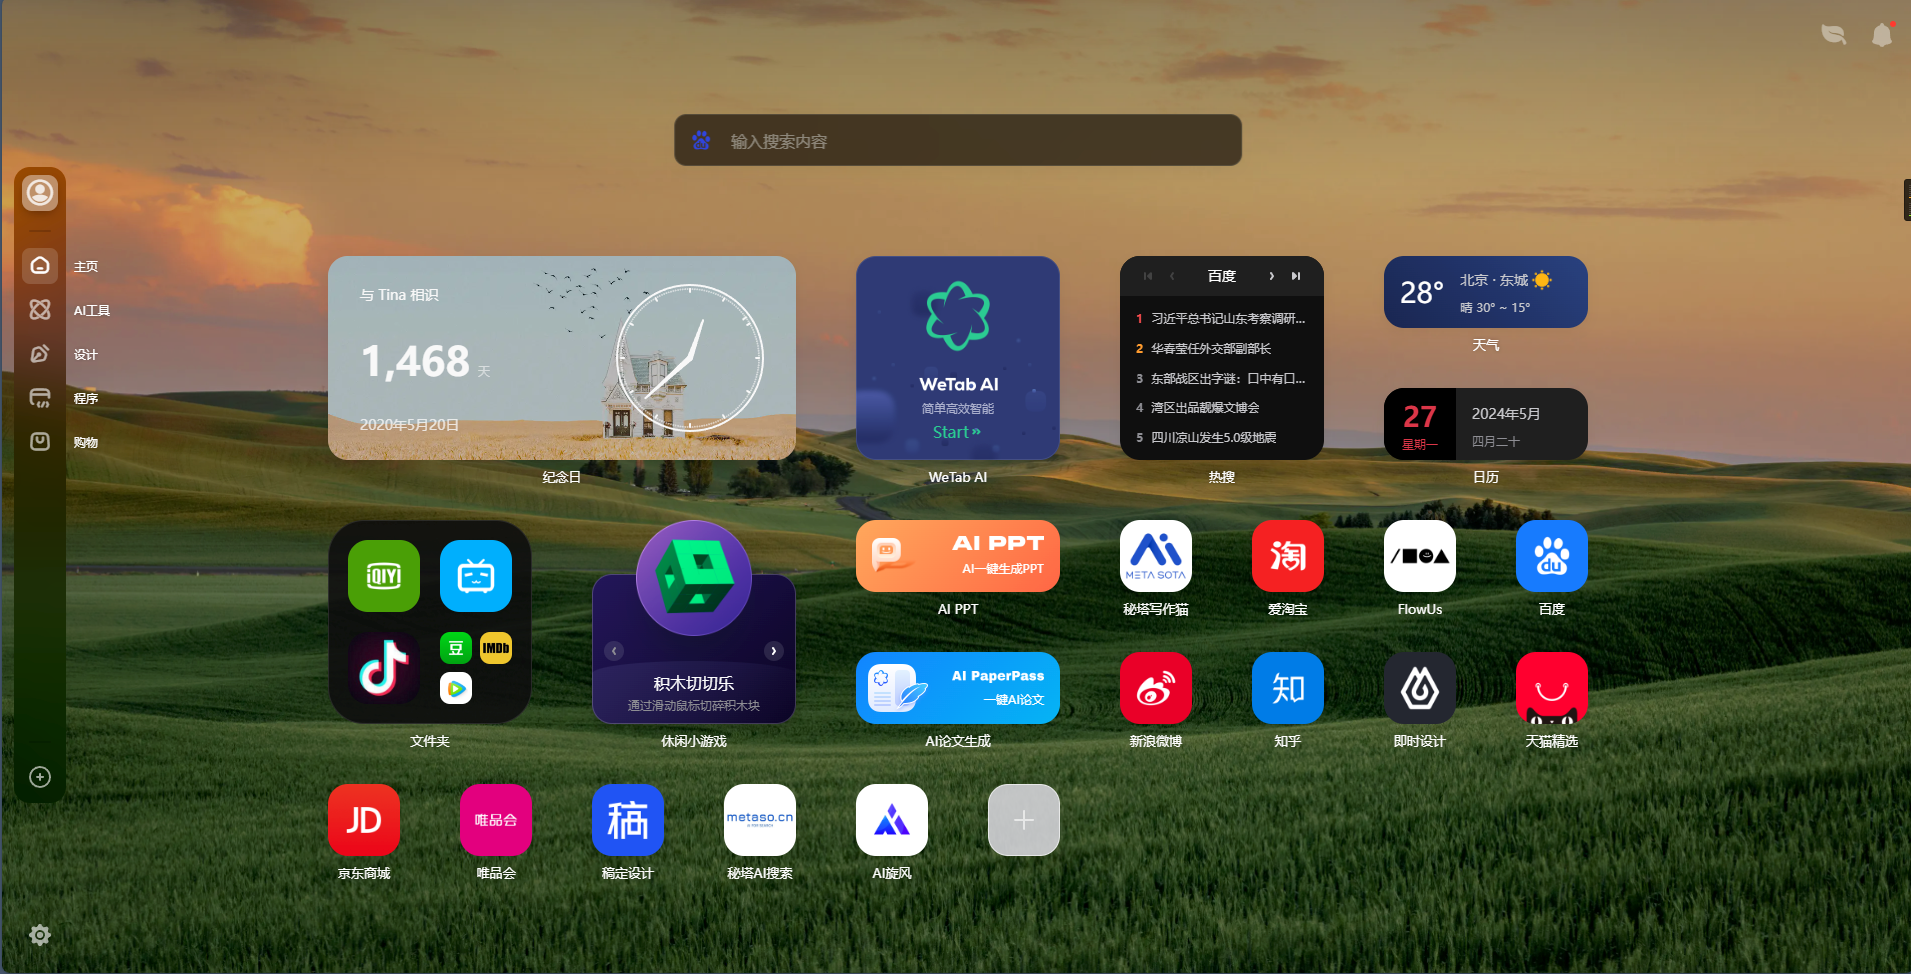 输入搜索内容
主页
AI工具
设计
程序
购物
与 Tina 相识
1,468 天
2020年5月20日
纪念日
WeTab AI
简单高效智能
Start »
WeTab AI
百度
1 习近平总书记山东考察调研...
2 华春莹任外交部副部长
3 东部战区出字谜：口中有口...
4 湾区出品靓爆文博会
5 四川凉山发生5.0级地震
热搜
28° 北京 · 东城
晴 30° ~ 15°
天气
27 2024年5月
星期一 四月二十
日历
iQIYI
豆
IMDb
文件夹
积木切切乐
通过滑动鼠标切碎积木块
休闲小游戏
AI PPT
AI一键生成PPT
AI PPT
META SOTA
秘塔写作猫
淘
爱淘宝
FlowUs
du
百度
AI PaperPass
一键AI论文
AI论文生成
新浪微博
知
知乎
即时设计
天猫精选
JD
京东商城
唯品会
唯品会
稿
稿定设计
metaso.cn
秘塔AI搜索
AI旋风